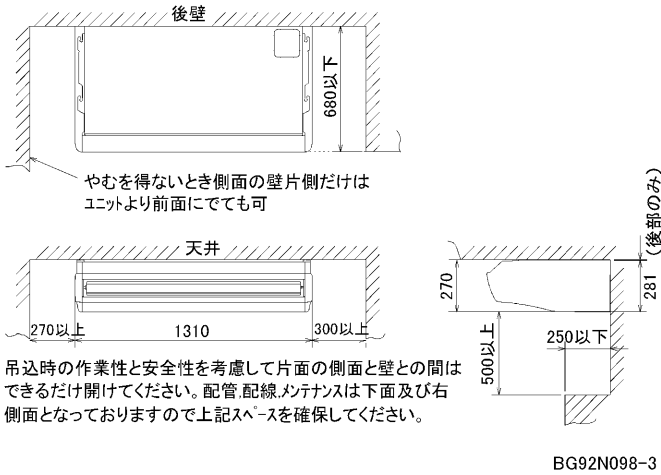 後壁
680以下
やむを得ないとき側面の壁片側だけは
ﾕﾆｯﾄより前面にでても可
天井
270以上
1310
300以上
270
281
(後部のみ)
500以上
250以下
吊込時の作業性と安全性を考慮して片面の側面と壁との間は
できるだけ開けてください。配管,配線,ﾒﾝﾃﾅﾝｽは下面及び右
側面となっておりますので上記ｽﾍﾟｰｽを確保してください。
BG92N098-3